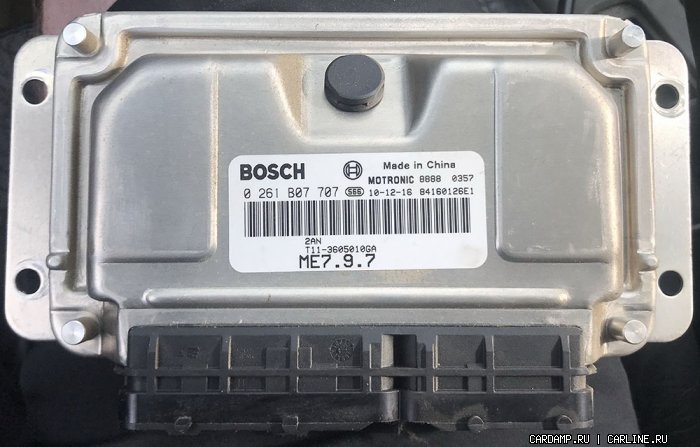 BOSCH Made in China
MOTRONIC 8888 0357
0 261 B07 707 SGS 10-12-16 84160126E1
2AN
T11-3605010GA
ME7.9.7
CARDAMP.RU | CARLINE.RU